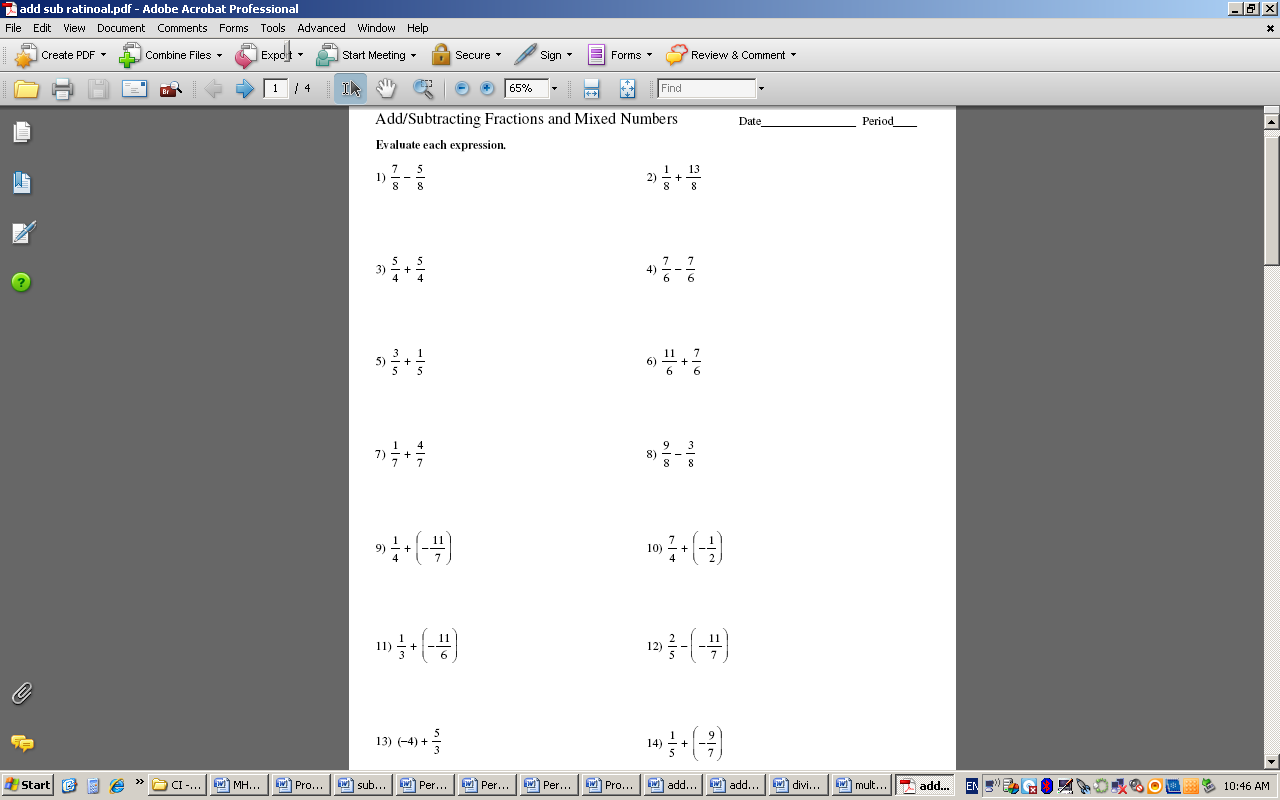 add sub ratinoal.pdf - Adobe Acrobat Professional
File Edit View Document Comments Forms Tools Advanced Window Help
Create PDF Combine Files Export Start Meeting Secure Sign Forms Review & Comment
1 / 4 65% Find
Add/Subtracting Fractions and Mixed Numbers Date________________ Period____
Evaluate each expression.
1) 7/8 − 5/8 2) 1/8 + 13/8
3) 5/4 + 5/4 4) 7/6 − 7/6
5) 3/5 + 1/5 6) 11/6 + 7/6
7) 1/7 + 4/7 8) 9/8 − 3/8
9) 1/4 + (−11/7) 10) 7/4 + (−1/2)
11) 1/3 + (−11/6) 12) 2/5 − (−11/7)
13) (−4) + 5/3 14) 1/5 + (−9/7)
Start » CI -... MH... Pro... sub... Per... Per... Per... Pro... add... add... divi... mult... add... EN 10:46 AM